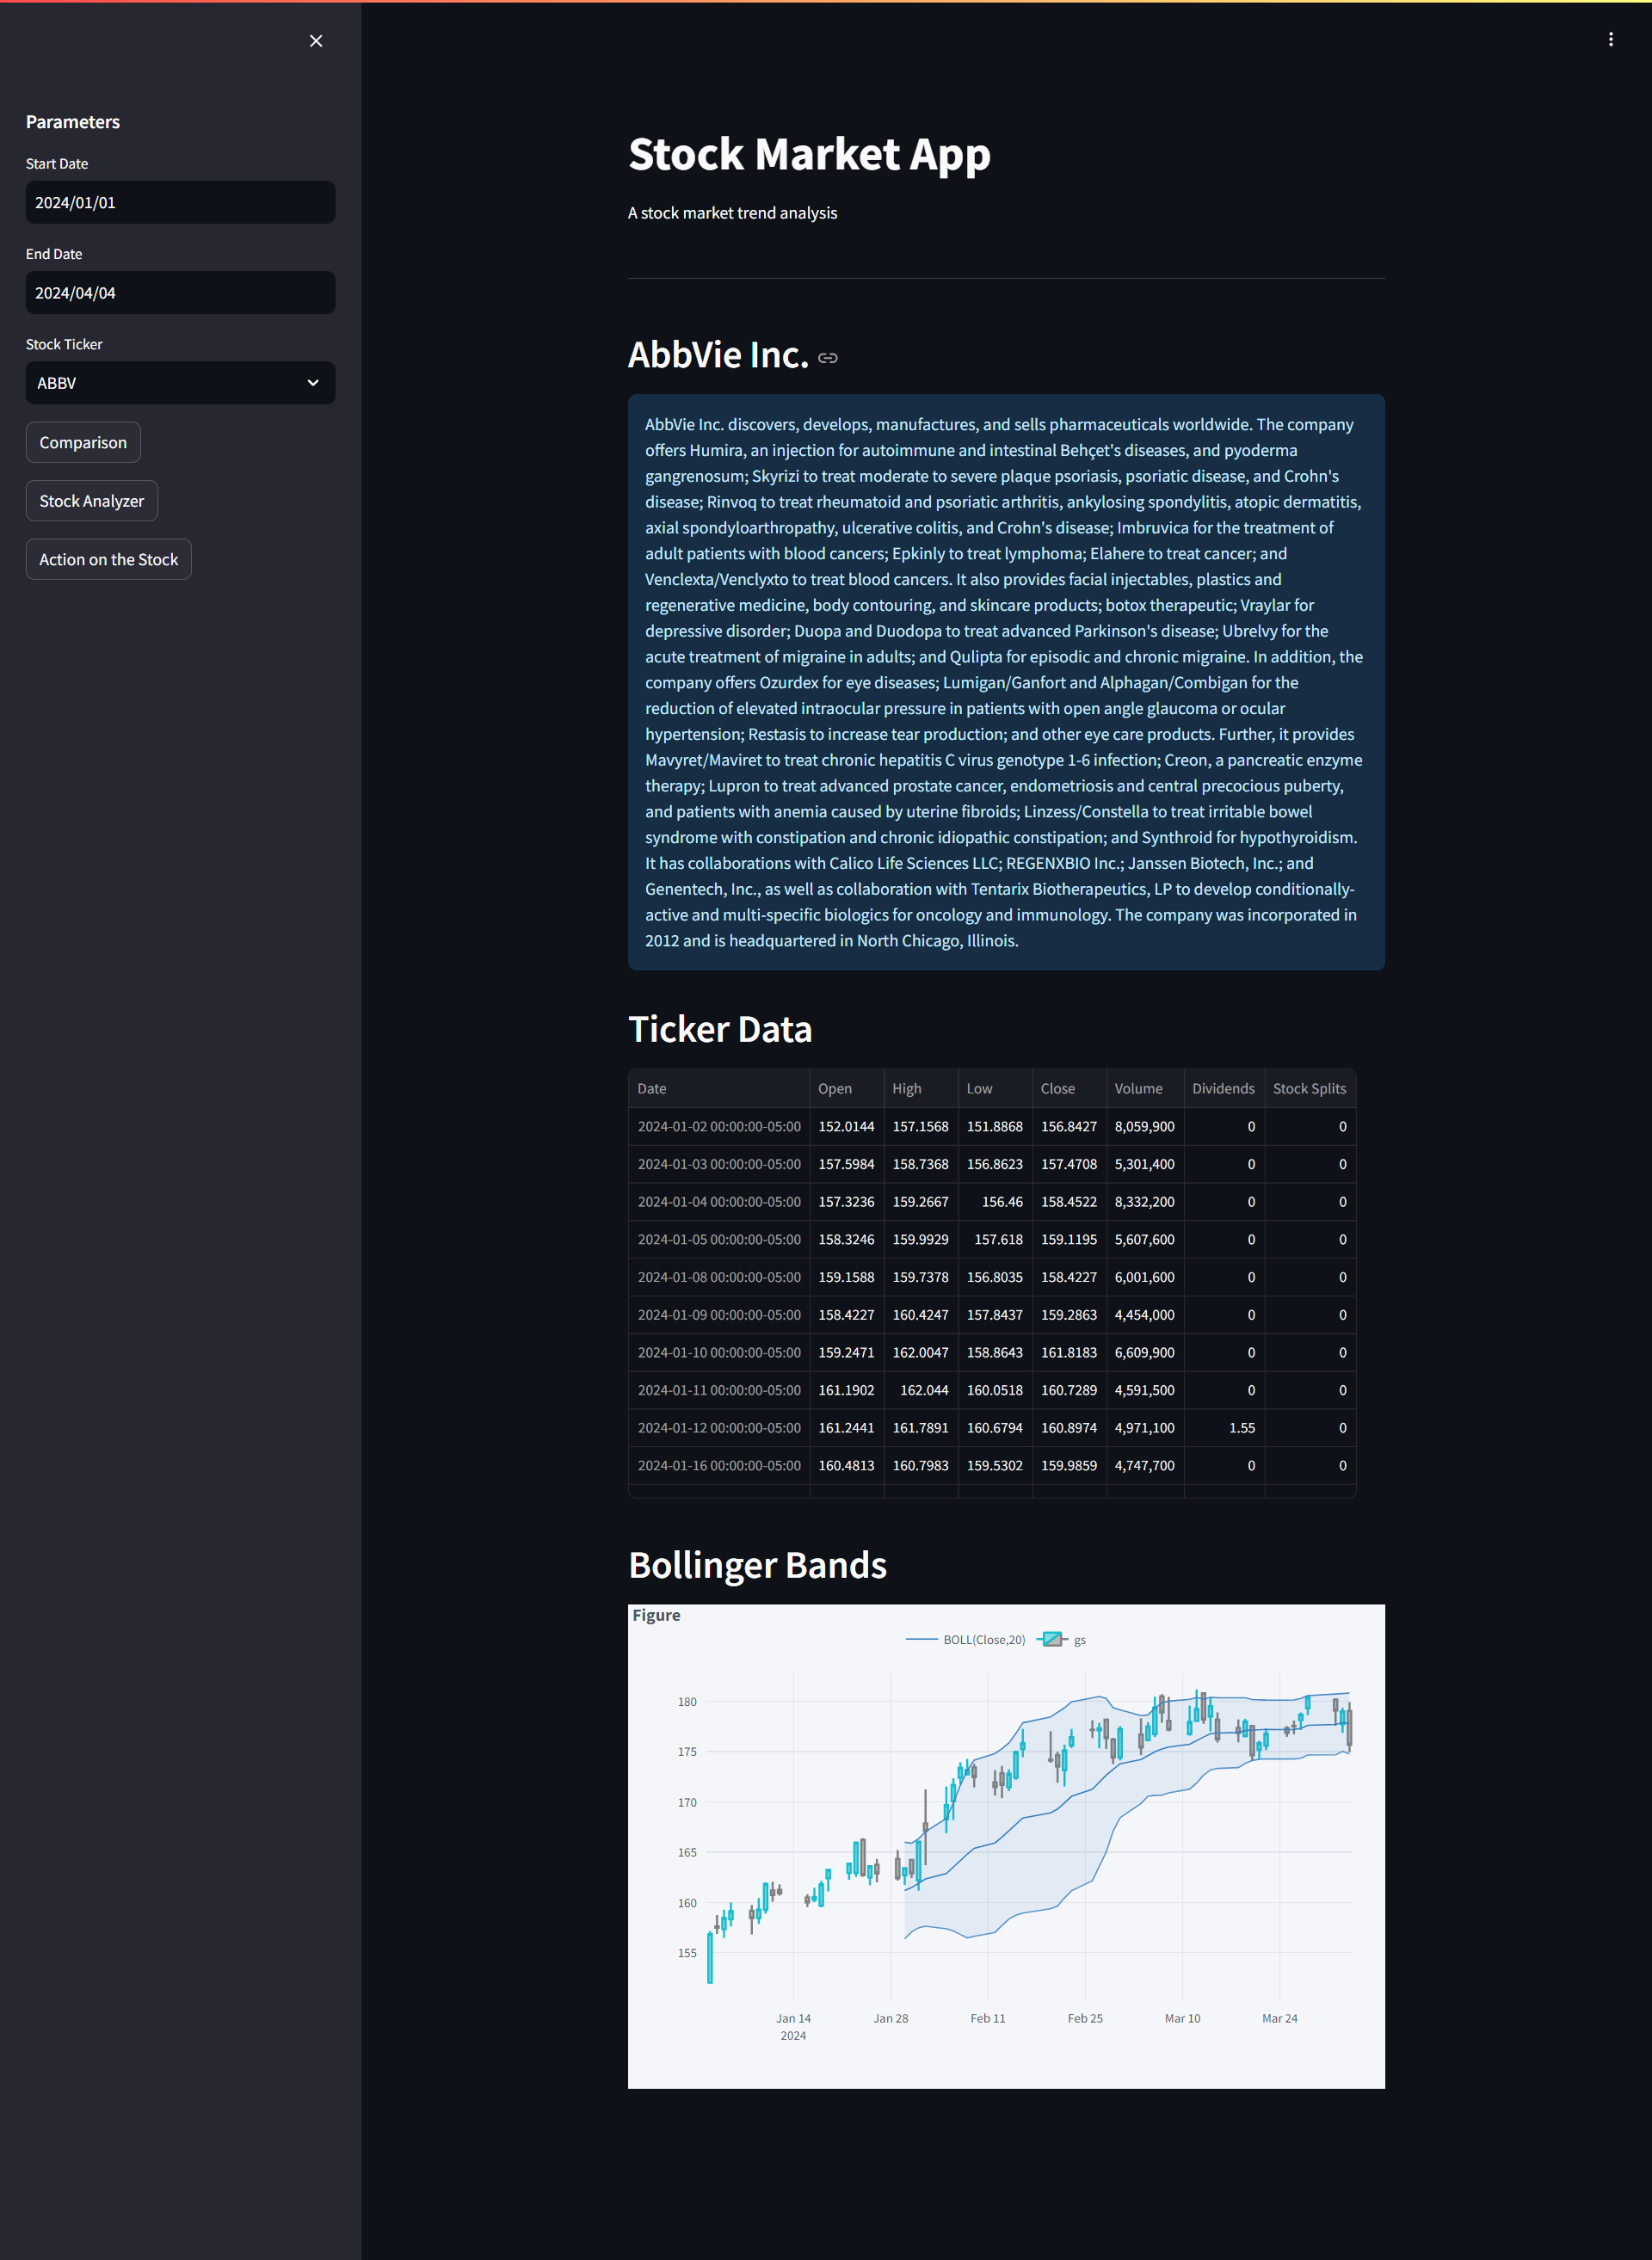 Parameters
Start Date
2024/01/01
End Date
2024/04/04
Stock Ticker
ABBV
Comparison
Stock Analyzer
Action on the Stock
Stock Market App
A stock market trend analysis
AbbVie Inc.
AbbVie Inc. discovers, develops, manufactures, and sells pharmaceuticals worldwide. The company
offers Humira, an injection for autoimmune and intestinal Behçet's diseases, and pyoderma
gangrenosum; Skyrizi to treat moderate to severe plaque psoriasis, psoriatic disease, and Crohn's
disease; Rinvoq to treat rheumatoid and psoriatic arthritis, ankylosing spondylitis, atopic dermatitis,
axial spondyloarthropathy, ulcerative colitis, and Crohn's disease; Imbruvica for the treatment of
adult patients with blood cancers; Epkinly to treat lymphoma; Elahere to treat cancer; and
Venclexta/Venclyxto to treat blood cancers. It also provides facial injectables, plastics and
regenerative medicine, body contouring, and skincare products; botox therapeutic; Vraylar for
depressive disorder; Duopa and Duodopa to treat advanced Parkinson's disease; Ubrelvy for the
acute treatment of migraine in adults; and Qulipta for episodic and chronic migraine. In addition, the
company offers Ozurdex for eye diseases; Lumigan/Ganfort and Alphagan/Combigan for the
reduction of elevated intraocular pressure in patients with open angle glaucoma or ocular
hypertension; Restasis to increase tear production; and other eye care products. Further, it provides
Mavyret/Maviret to treat chronic hepatitis C virus genotype 1-6 infection; Creon, a pancreatic enzyme
therapy; Lupron to treat advanced prostate cancer, endometriosis and central precocious puberty,
and patients with anemia caused by uterine fibroids; Linzess/Constella to treat irritable bowel
syndrome with constipation and chronic idiopathic constipation; and Synthroid for hypothyroidism.
It has collaborations with Calico Life Sciences LLC; REGENXBIO Inc.; Janssen Biotech, Inc.; and
Genentech, Inc., as well as collaboration with Tentarix Biotherapeutics, LP to develop conditionally-
active and multi-specific biologics for oncology and immunology. The company was incorporated in
2012 and is headquartered in North Chicago, Illinois.
Ticker Data
Date Open High Low Close Volume Dividends Stock Splits
2024-01-02 00:00:00-05:00 152.0144 157.1568 151.8868 156.8427 8,059,900 0 0
2024-01-03 00:00:00-05:00 157.5984 158.7368 156.8623 157.4708 5,301,400 0 0
2024-01-04 00:00:00-05:00 157.3236 159.2667 156.46 158.4522 8,332,200 0 0
2024-01-05 00:00:00-05:00 158.3246 159.9929 157.618 159.1195 5,607,600 0 0
2024-01-08 00:00:00-05:00 159.1588 159.7378 156.8035 158.4227 6,001,600 0 0
2024-01-09 00:00:00-05:00 158.4227 160.4247 157.8437 159.2863 4,454,000 0 0
2024-01-10 00:00:00-05:00 159.2471 162.0047 158.8643 161.8183 6,609,900 0 0
2024-01-11 00:00:00-05:00 161.1902 162.044 160.0518 160.7289 4,591,500 0 0
2024-01-12 00:00:00-05:00 161.2441 161.7891 160.6794 160.8974 4,971,100 1.55 0
2024-01-16 00:00:00-05:00 160.4813 160.7983 159.5302 159.9859 4,747,700 0 0
Bollinger Bands
Figure
BOLL(Close,20) gs
180
175
170
165
160
155
Jan 14 Jan 28 Feb 11 Feb 25 Mar 10 Mar 24
2024